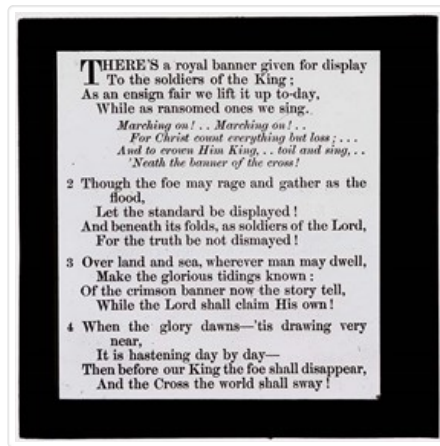 THERE'S a royal banner given for display
To the soldiers of the King;
As an ensign fair we lift it up to-day,
While as ransomed ones we sing.
Marching on! . . Marching on! . .
For Christ count everything but loss; . . .
And to crown Him King, . . toil and sing, . .
'Neath the banner of the cross!
2 Though the foe may rage and gather as the
flood,
Let the standard be displayed!
And beneath its folds, as soldiers of the Lord,
For the truth be not dismayed!
3 Over land and sea, wherever man may dwell,
Make the glorious tidings known:
Of the crimson banner now the story tell,
While the Lord shall claim His own!
4 When the glory dawns—'tis drawing very
near,
It is hastening day by day—
Then before our King the foe shall disappear,
And the Cross the world shall sway!